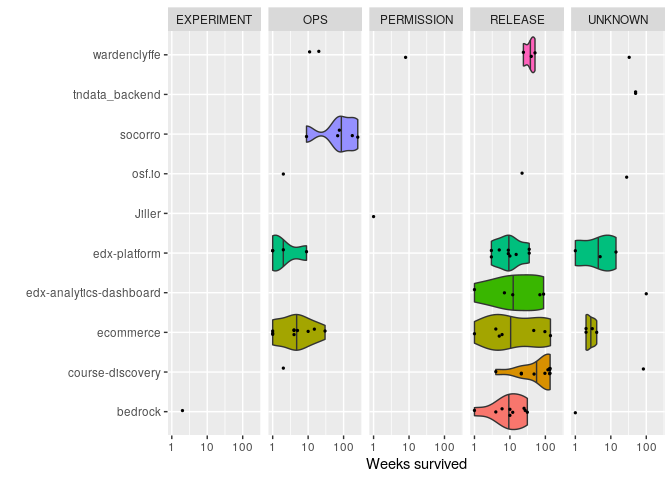 EXPERIMENT OPS PERMISSION RELEASE UNKNOWN
wardenclyffe
tndata_backend
socorro
osf.io
Jiller
edx-platform
edx-analytics-dashboard
ecommerce
course-discovery
bedrock
1 10 100 1 10 100 1 10 100 1 10 100 1 10 100
Weeks survived